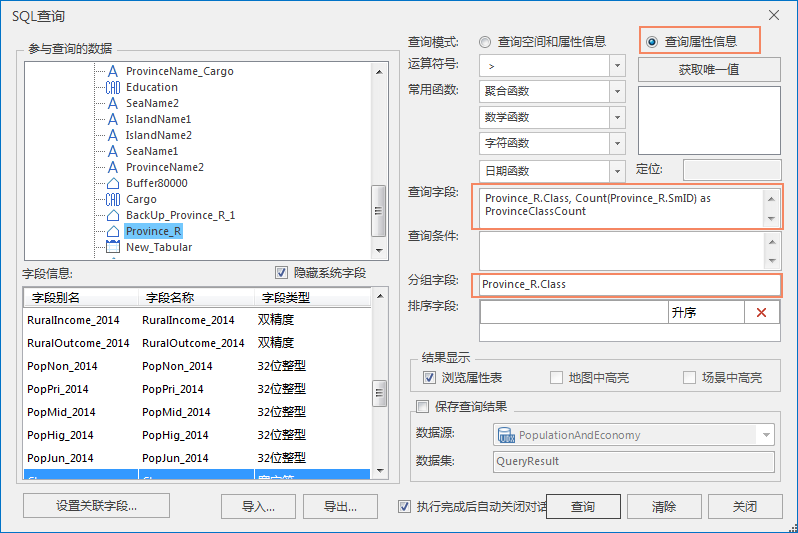 SQL查询
参与查询的数据
ProvinceName_Cargo
Education
SeaName2
IslandName1
IslandName2
SeaName1
ProvinceName2
Buffer80000
Cargo
BackUp_Province_R_1
Province_R
New_Tabular
字段信息:
隐藏系统字段
字段别名 字段名称 字段类型
RuralIncome_2014 RuralIncome_2014 双精度
RuralOutcome_2014 RuralOutcome_2014 双精度
PopNon_2014 PopNon_2014 32位整型
PopPri_2014 PopPri_2014 32位整型
PopMid_2014 PopMid_2014 32位整型
PopHig_2014 PopHig_2014 32位整型
PopJun_2014 PopJun_2014 32位整型
查询模式: 查询空间和属性信息 查询属性信息
运算符号: > 获取唯一值
常用函数: 聚合函数
数学函数
字符函数
日期函数 定位:
查询字段: Province_R.Class, Count(Province_R.SmID) as
ProvinceClassCount
查询条件:
分组字段: Province_R.Class
排序字段: 升序
结果显示
浏览属性表 地图中高亮 场景中高亮
保存查询结果
数据源: PopulationAndEconomy
数据集: QueryResult
设置关联字段... 导入... 导出... 执行完成后自动关闭对话 查询 清除 关闭